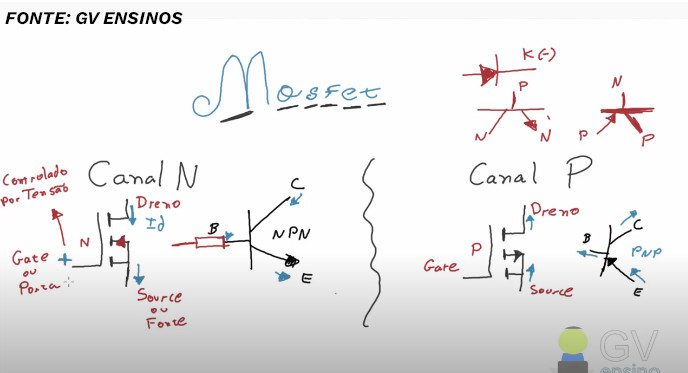 FONTE: GV ENSINOS
Mosfet
K(-)
P
N
N
N
P
P
Controlado
por Tensão
Canal N
Dreno
Id
N
Gate
ou
Porta
+
Source
ou
Fonte
B
C
NPN
E
Canal P
Dreno
P
Gate
Source
B
C
PNP
E
GV
ensino